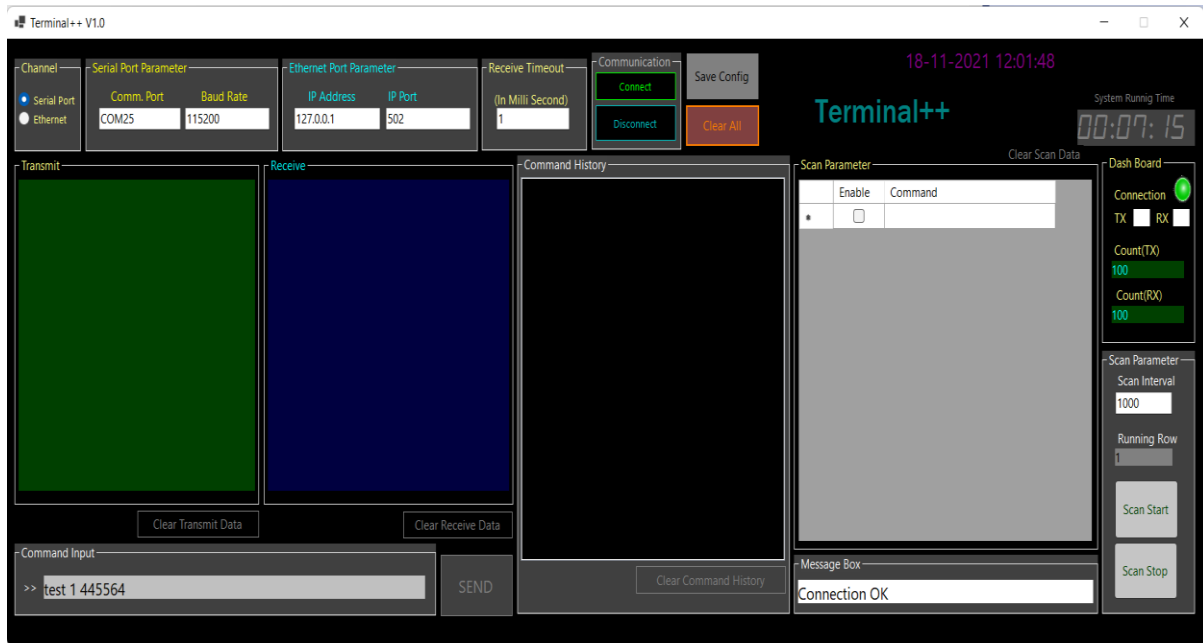 Terminal++ V1.0
Channel
Serial Port
Ethernet
Serial Port Parameter
Comm. Port Baud Rate
COM25 115200
Ethernet Port Parameter
IP Address IP Port
127.0.0.1 502
Receive Timeout
(In Milli Second)
1
Communication
Connect
Disconnect
Save Config
Clear All
18-11-2021 12:01:48
Terminal++
System Runnig Time
00:07:15
Clear Scan Data
Transmit
Receive
Command History
Scan Parameter
Enable Command
Dash Board
Connection
TX RX
Count(TX)
100
Count(RX)
100
Scan Parameter
Scan Interval
1000
Running Row
1
Scan Start
Scan Stop
Clear Transmit Data
Clear Receive Data
Command Input
>> test 1 445564
SEND
Clear Command History
Message Box
Connection OK